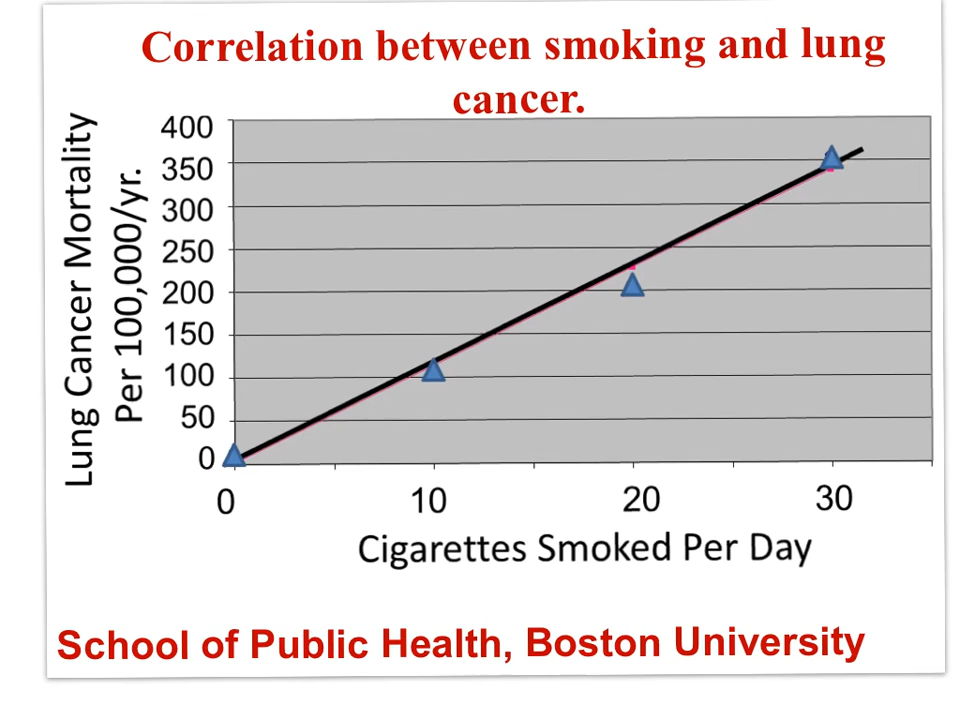 Correlation between smoking and lung
cancer.
Lung Cancer Mortality
Per 100,000/yr.
400
350
300
250
200
150
100
50
0
0 10 20 30
Cigarettes Smoked Per Day
School of Public Health, Boston University